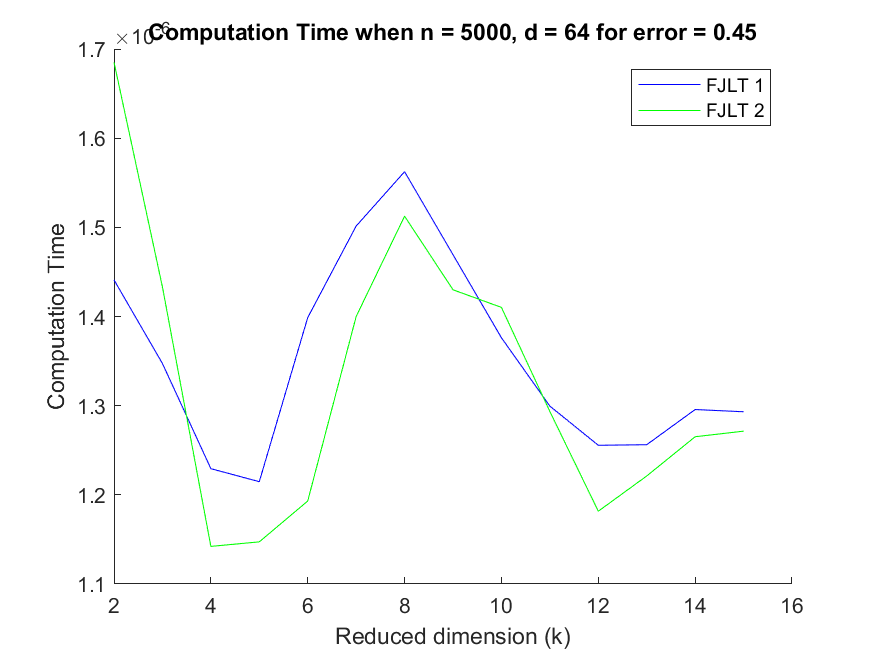 Computation Time when n = 5000, d = 64 for error = 0.45
×10-6
1.7
1.6
1.5
1.4
1.3
1.2
1.1
Computation Time
FJLT 1
FJLT 2
2 4 6 8 10 12 14 16
Reduced dimension (k)